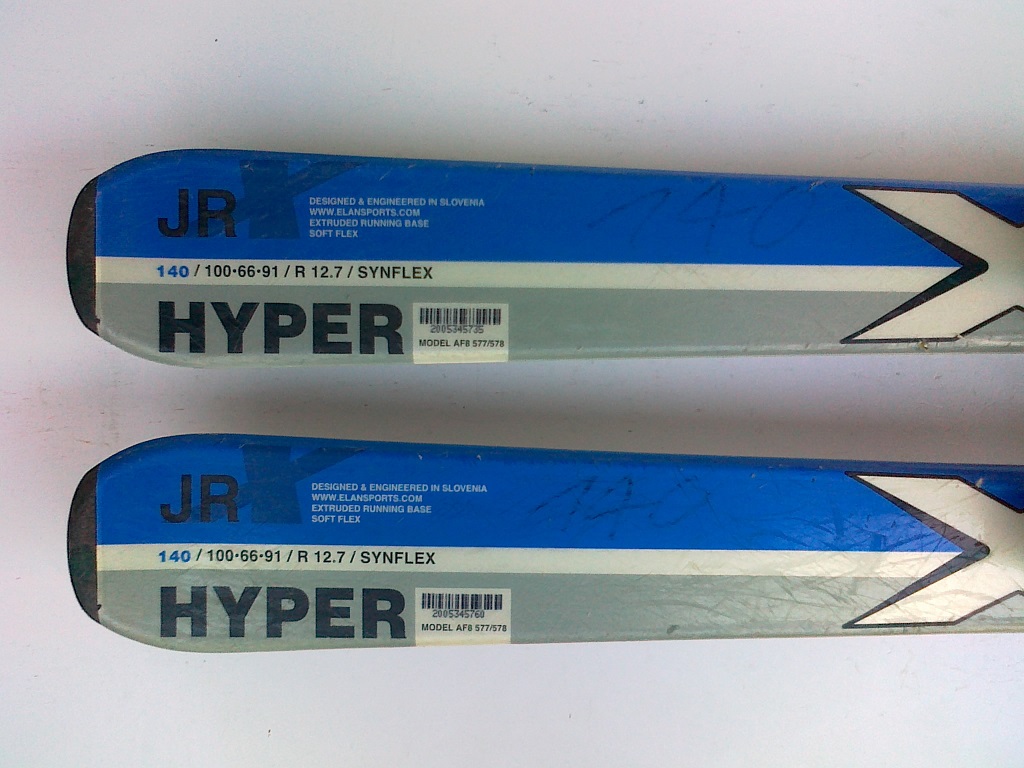 JR
DESIGNED & ENGINEERED IN SLOVENIA
WWW.ELANSPORTS.COM
EXTRUDED RUNNING BASE
SOFT FLEX
140 / 100•66•91 / R 12.7 / SYNFLEX
HYPER
2005345735
MODEL AF8 577/578
140
X
JR
DESIGNED & ENGINEERED IN SLOVENIA
WWW.ELANSPORTS.COM
EXTRUDED RUNNING BASE
SOFT FLEX
140 / 100•66•91 / R 12.7 / SYNFLEX
HYPER
2005345760
MODEL AF8 577/578
140
X